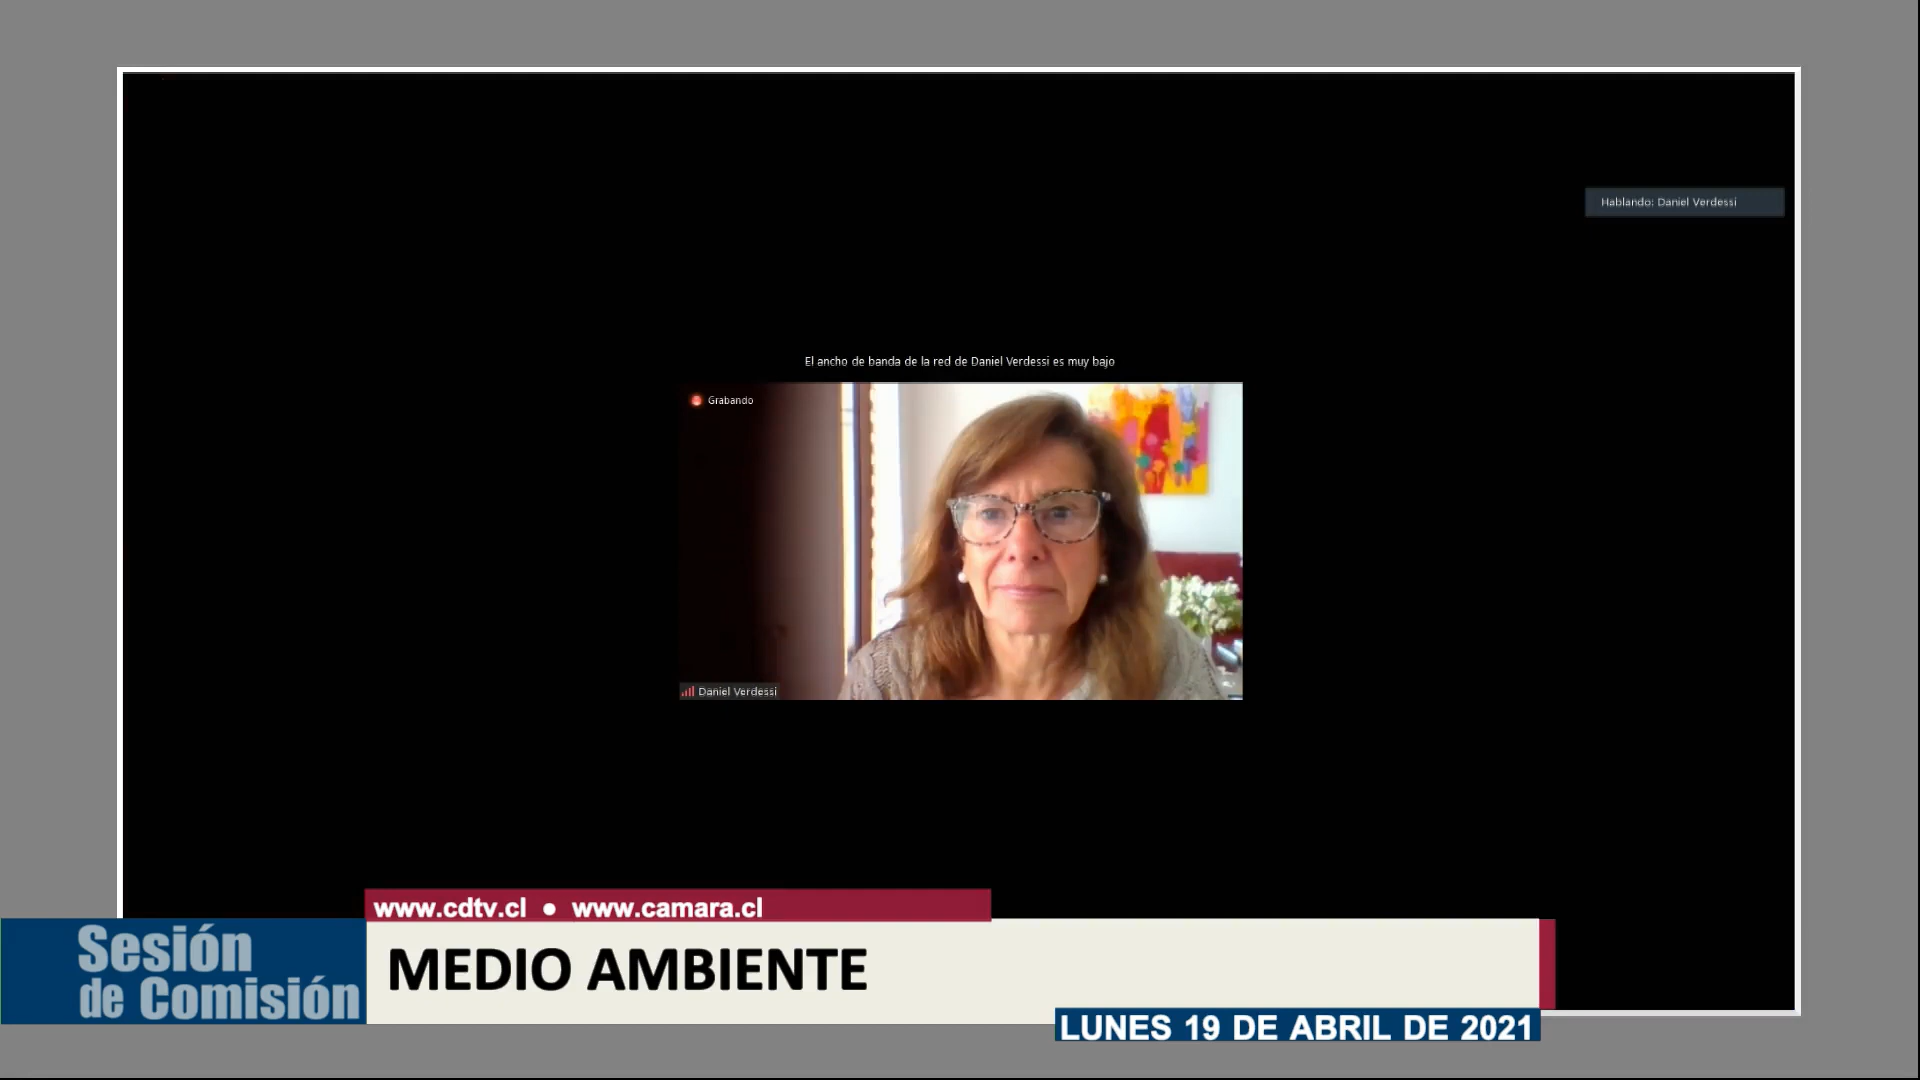 Hablando: Daniel Verdessi
El ancho de banda de la red de Daniel Verdessi es muy bajo
Grabando
Daniel Verdessi
www.cdtv.cl ● www.camara.cl
Sesión
de Comisión
MEDIO AMBIENTE
LUNES 19 DE ABRIL DE 2021